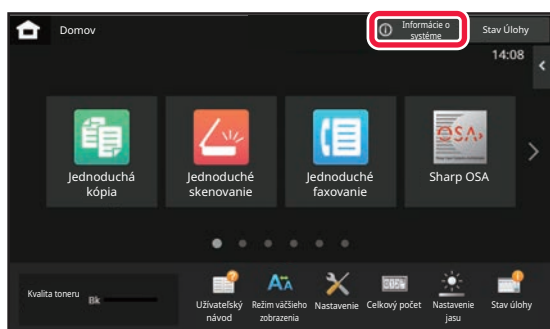 Domov
Informácie o
systéme
Stav Úlohy
14:08
Jednoduchá
kópia
Jednoduché
skenovanie
Jednoduché
faxovanie
OSA
Sharp OSA
Kvalita toneru
Bk
Užívateľský
návod
Režim väčšieho
zobrazenia
Nastavenie
Celkový počet
Nastavenie
jasu
Stav úlohy